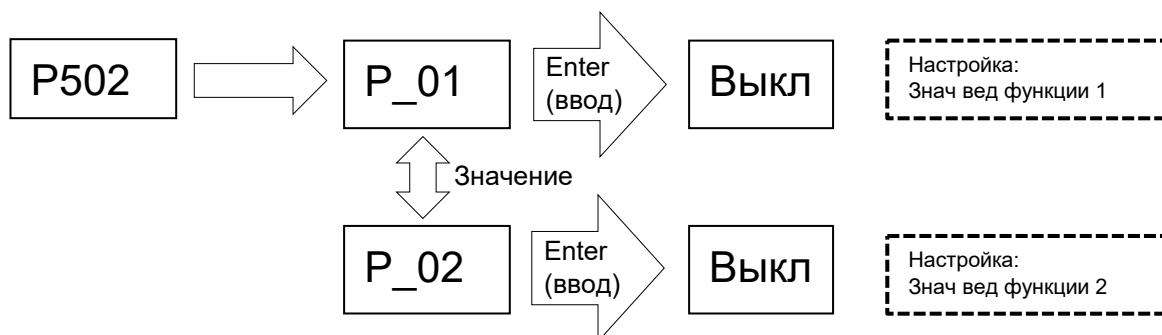 P502
P_01
Enter
(ввод)
Выкл
Настройка:
Знач вед функции 1
Значение
P_02
Enter
(ввод)
Выкл
Настройка:
Знач вед функции 2